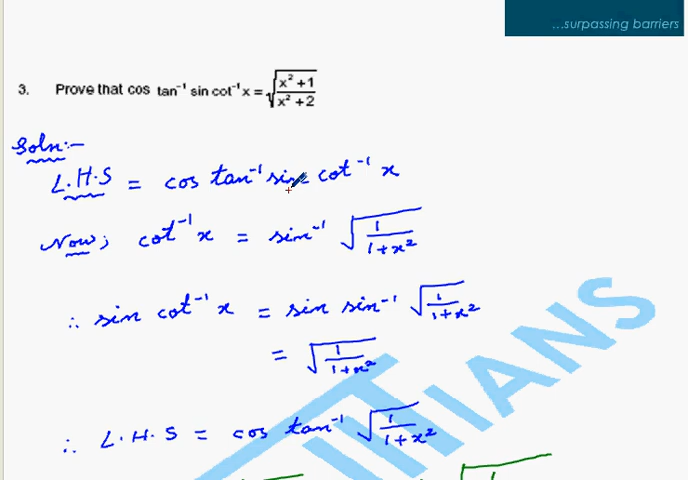 ...surpassing barriers
3. Prove that cos tan⁻¹ sin cot⁻¹x = √((x² +1)/(x² +2))
Soln:-
L.H.S = cos tan⁻¹ sin cot⁻¹ x
Now; cot⁻¹ x = sin⁻¹ √(1/(1+x²))
∴ sin cot⁻¹ x = sin sin⁻¹ √(1/(1+x²))
= √(1/(1+x²))
∴ L.H.S = cos tan⁻¹ √(1/(1+x²))